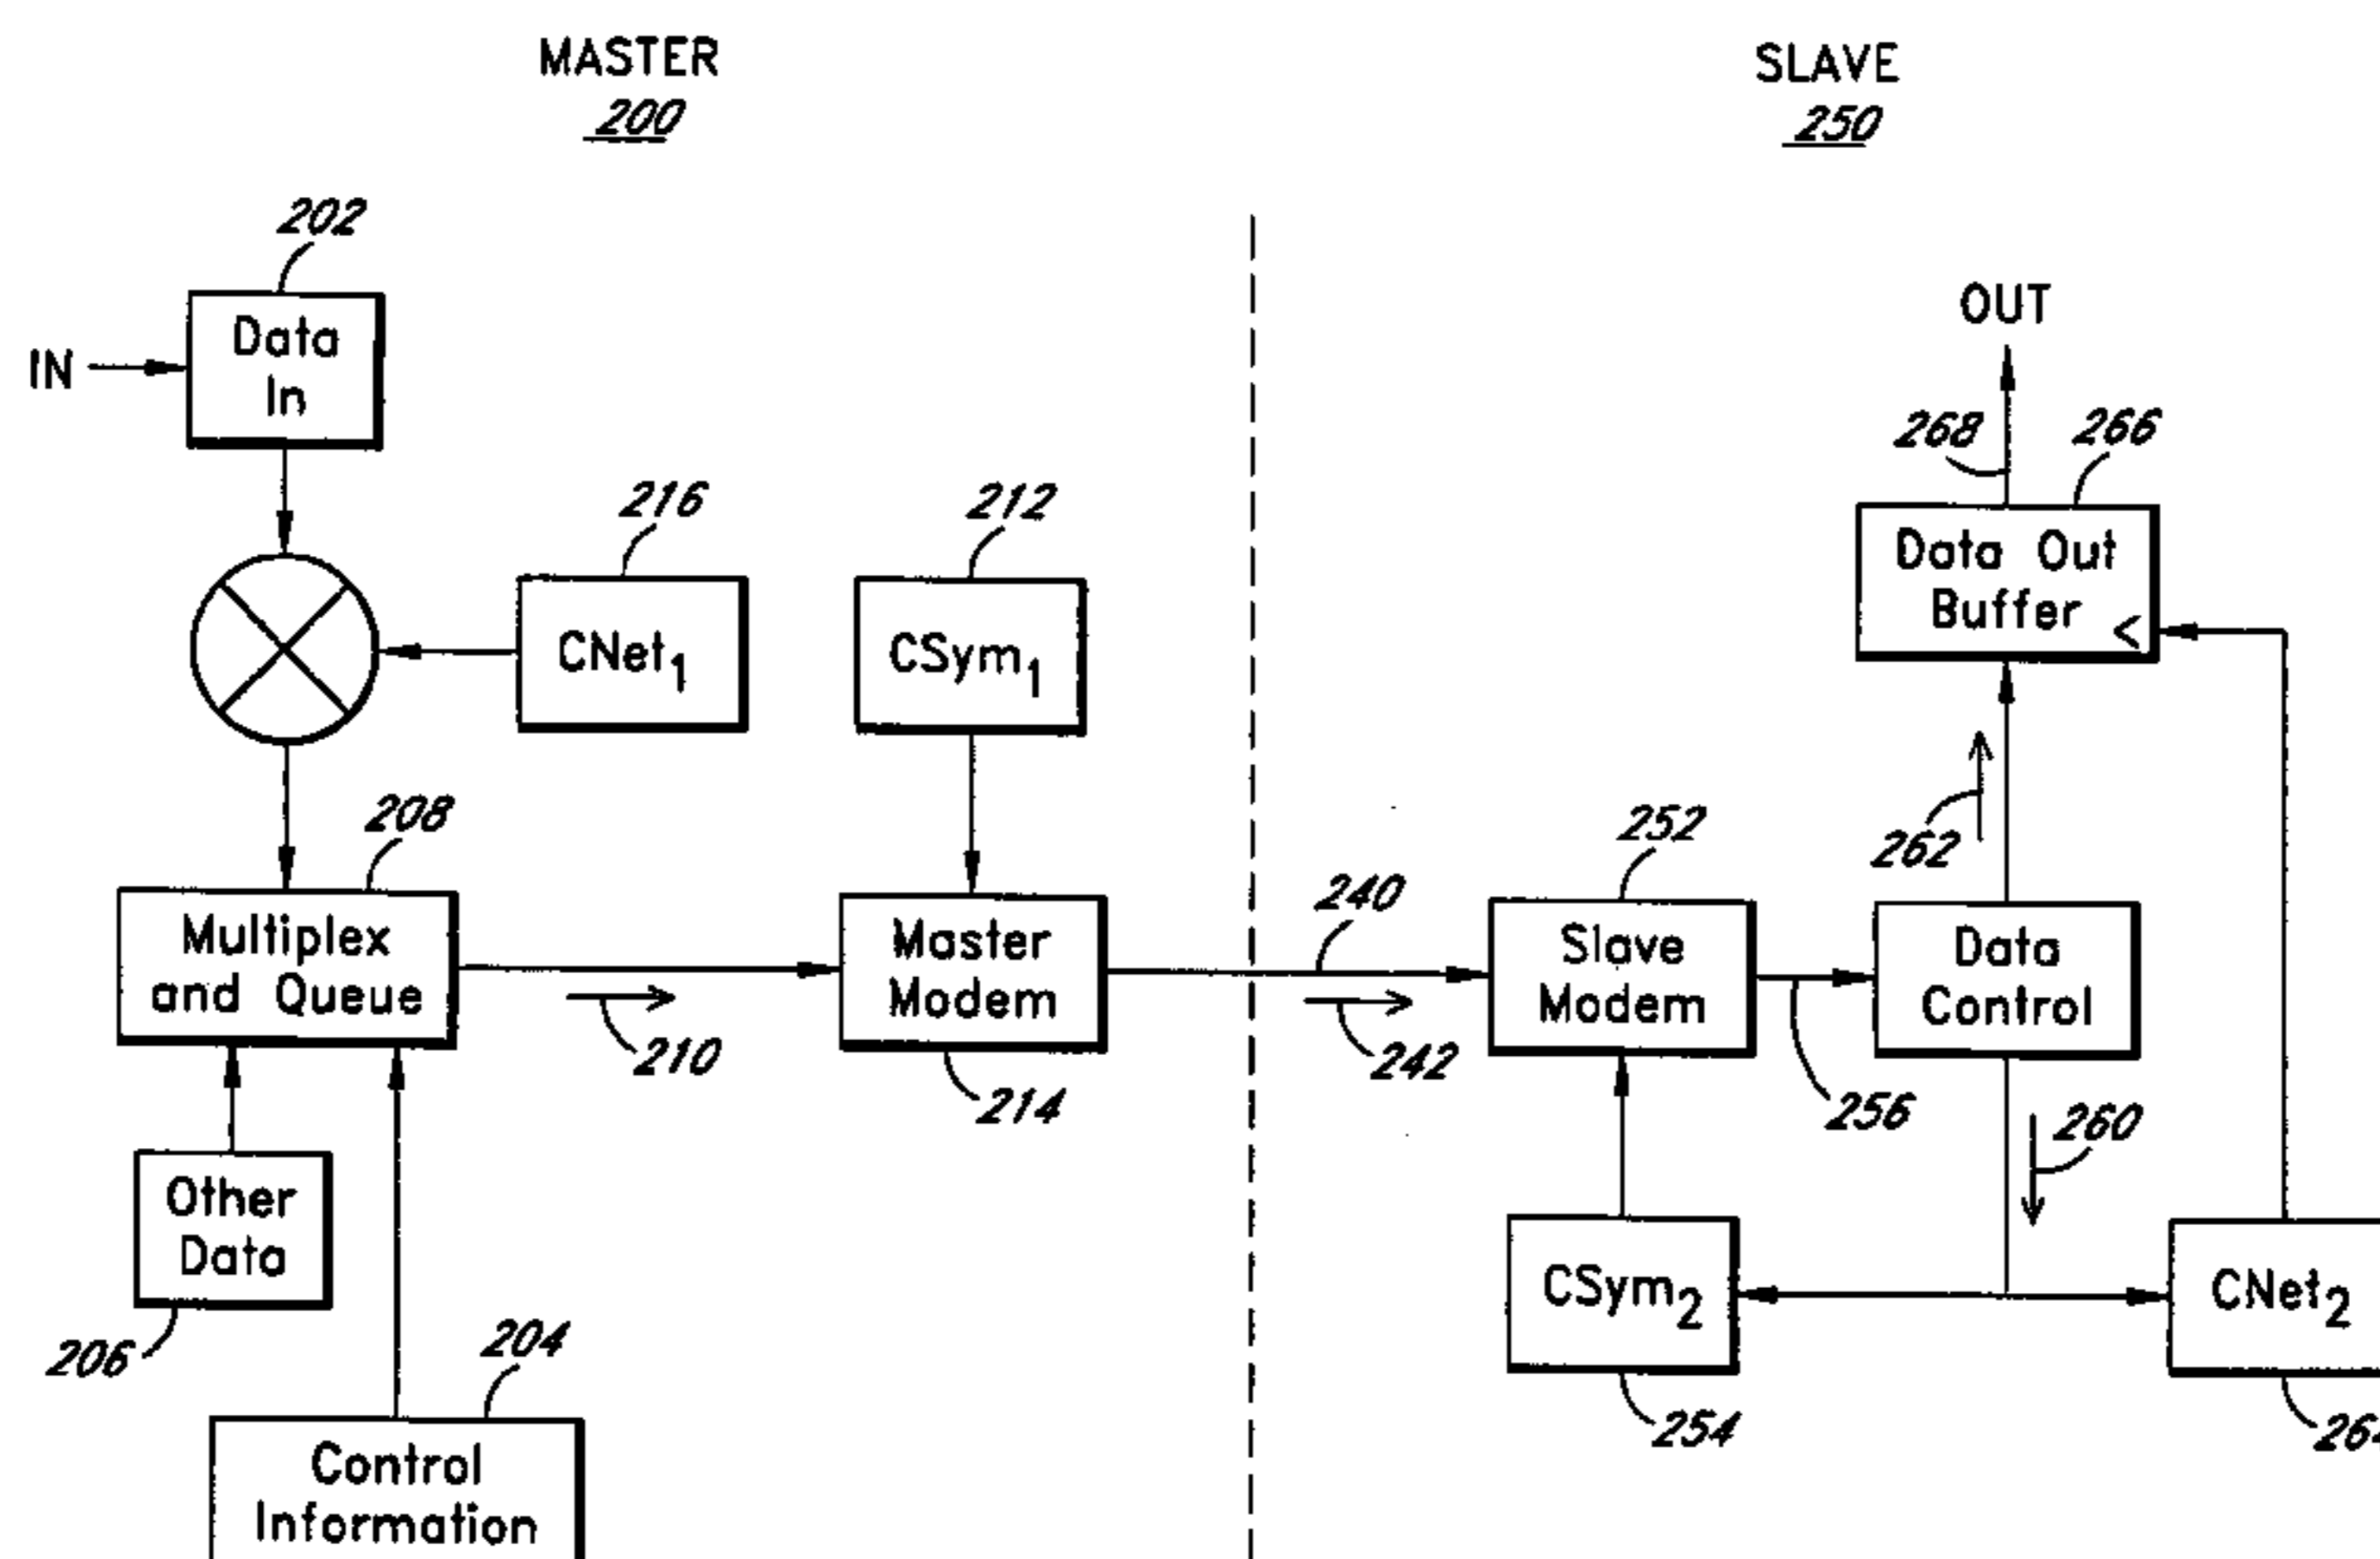 MASTER
200
SLAVE
250
202
Data
In
IN
OUT
268
266
216
212
Data Out
Buffer
<
CNet1
CSym1
208
252
262
240
Multiplex
and Queue
Master
Modem
Slave
Modem
Data
Control
210
242
214
256
260
Other
Data
CSym2
CNet2
206
204
254
Control
Information